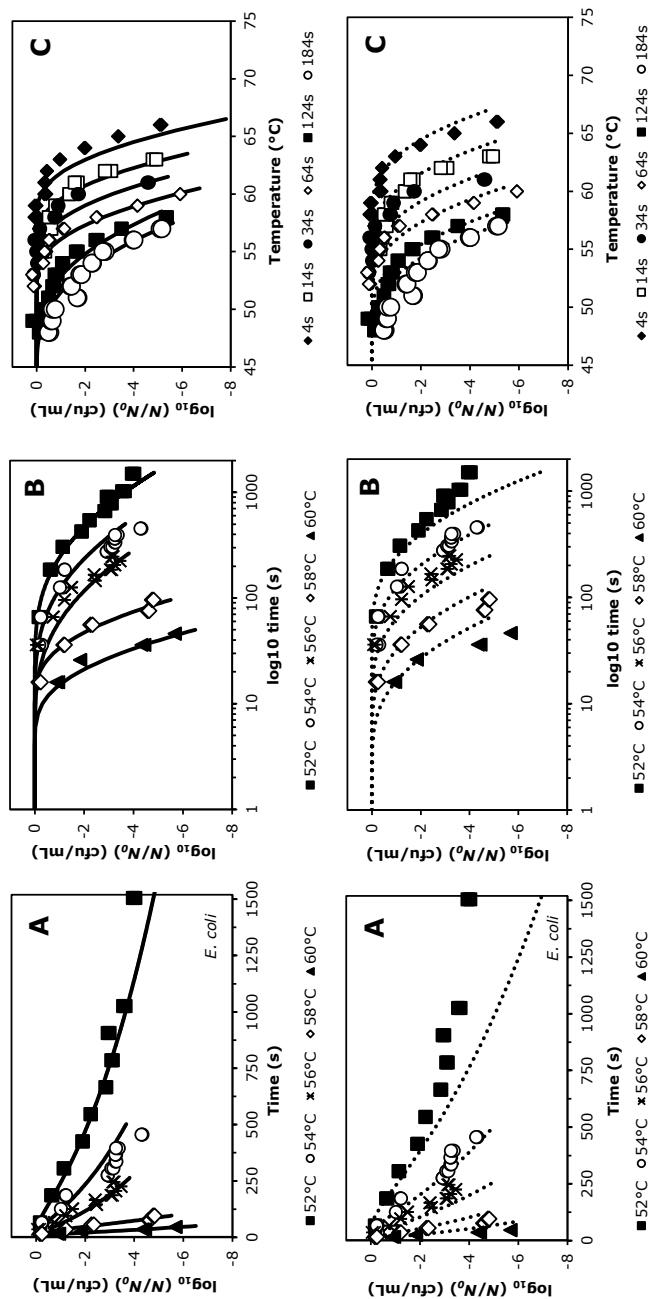 A
log₁₀ (N/N₀) (cfu/mL)
0
-2
-4
-6
-8
E. coli
0 250 500 750 1000 1250 1500
Time (s)
■52°C ○54°C ж56°C ◇58°C ▲60°C
B
log₁₀ (N/N₀) (cfu/mL)
0
-2
-4
-6
-8
1 10 100 1000
log10 time (s)
■52°C ○54°C ж56°C ◇58°C ▲60°C
C
log₁₀ (N/N₀) (cfu/mL)
0
-2
-4
-6
-8
45 50 55 60 65 70 75
Temperature (°C)
◆4s □14s ●34s ◇64s ■124s ○184s
A
log₁₀ (N/N₀) (cfu/mL)
0
-2
-4
-6
-8
E. coli
0 250 500 750 1000 1250 1500
Time (s)
■52°C ○54°C ж56°C ◇58°C ▲60°C
B
log₁₀ (N/N₀) (cfu/mL)
0
-2
-4
-6
-8
1 10 100 1000
log10 time (s)
■52°C ○54°C ж56°C ◇58°C ▲60°C
C
log₁₀ (N/N₀) (cfu/mL)
0
-2
-4
-6
-8
45 50 55 60 65 70 75
Temperature (°C)
◆4s □14s ●34s ◇64s ■124s ○184s